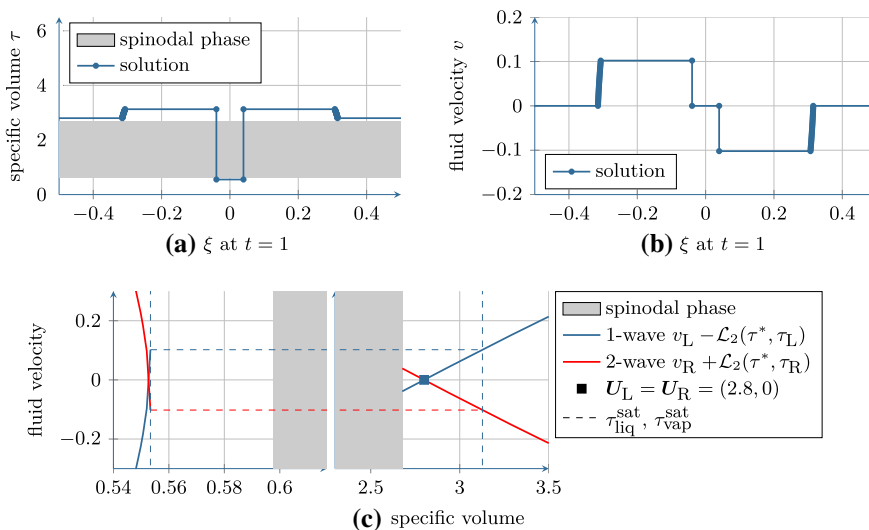 6
4
2
0
specific volume τ
spinodal phase
solution
−0.4 −0.2 0 0.2 0.4
(a) ξ at t = 1
0.2
0.1
0
−0.1
−0.2
fluid velocity v
solution
−0.4 −0.2 0 0.2 0.4
(b) ξ at t = 1
0.2
0
−0.2
fluid velocity
0.54 0.56 0.58 0.6 2.5 3 3.5
(c) specific volume
spinodal phase
1-wave v_L − 𝓛₂(τ*, τ_L)
2-wave v_R + 𝓛₂(τ*, τ_R)
U_L = U_R = (2.8, 0)
τ_liq^sat, τ_vap^sat